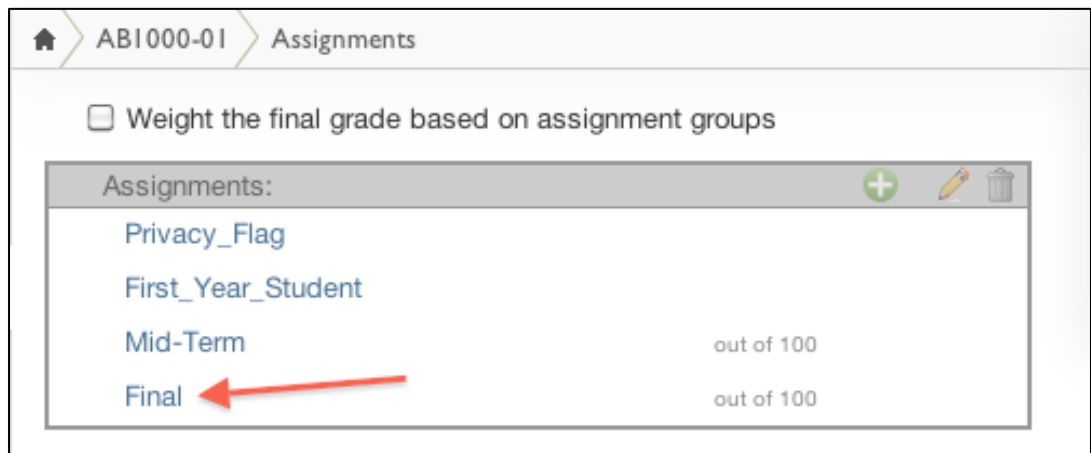 AB1000-01 Assignments
Weight the final grade based on assignment groups
Assignments:
Privacy_Flag
First_Year_Student
Mid-Term out of 100
Final out of 100